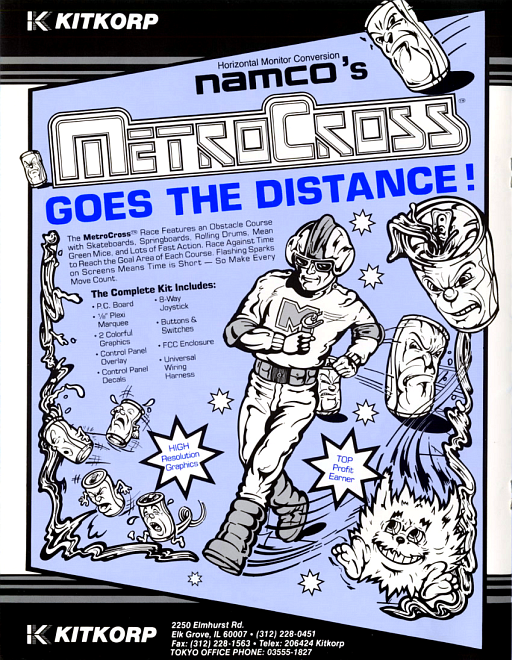 KITKORP
Horizontal Monitor Conversion
namco's
METROCROSS™
GOES THE DISTANCE!
The MetroCross™ Race Features an Obstacle Course
with Skateboards, Springboards, Rolling Drums, Mean
Green Mice, and Lots of Fast Action. Race Against Time
to Reach the Goal Area of Each Course. Flashing Sparks
on Screens Means Time is Short — So Make Every
Move Count.
The Complete Kit Includes:
• P.C. Board
• ⅛" Plexi
Marquee
• 2 Colorful
Graphics
• Control Panel
Overlay
• Control Panel
Decals
• 8-Way
Joystick
• Buttons &
Switches
• FCC Enclosure
• Universal
Wiring
Harness
MC
HIGH
Resolution
Graphics
TOP
Profit
Earner
KITKORP
2250 Elmhurst Rd.
Elk Grove, IL 60007 • (312) 228-0451
Fax: (312) 228-1563 • Telex: 206424 Kitkorp
TOKYO OFFICE PHONE: 03555-1827